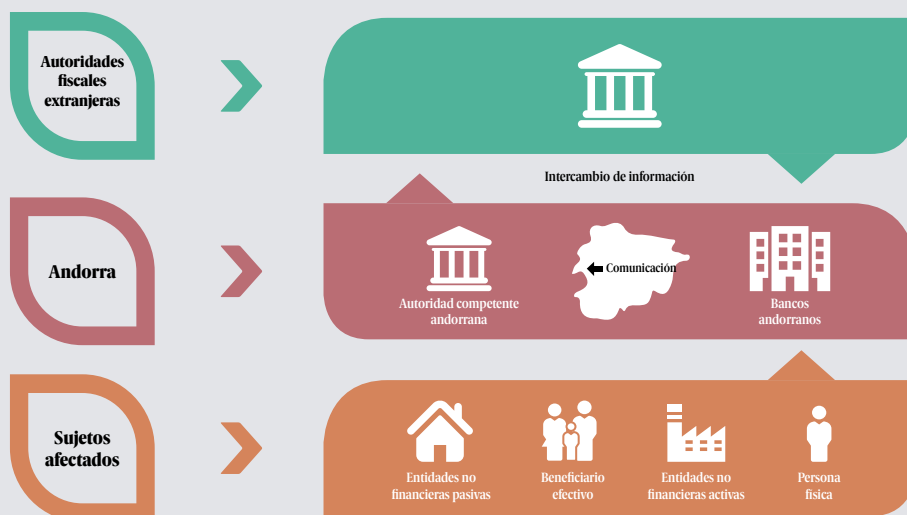 Autoridades
fiscales
extranjeras
Intercambio de información
Andorra
Autoridad competente
andorrana
Comunicación
Bancos
andorranos
Sujetos
afectados
Entidades no
financieras pasivas
Beneficiario
efectivo
Entidades no
financieras activas
Persona
física